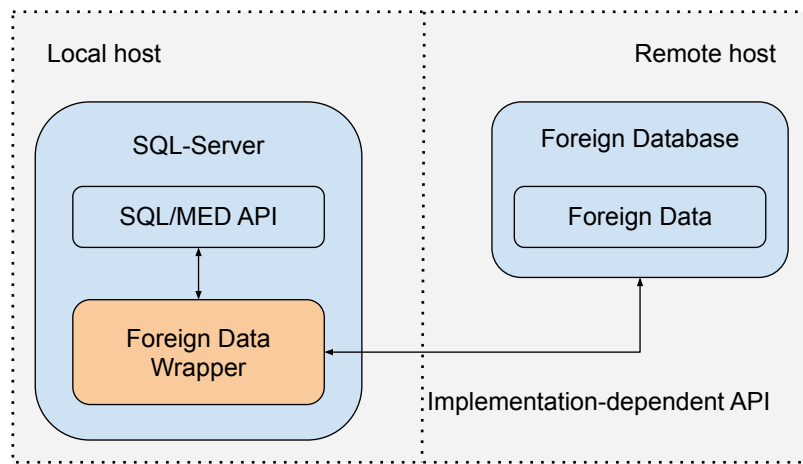 Local host
Remote host
SQL-Server
Foreign Database
SQL/MED API
Foreign Data
Foreign Data
Wrapper
Implementation-dependent API